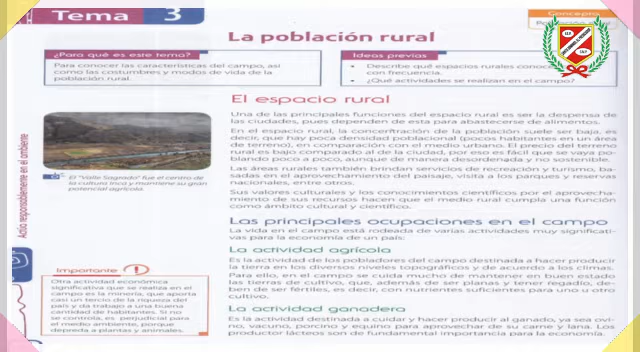 Tema 3
Concepto
La población rural
¿Para qué es este tema?
Para conocer las características del campo, así
como las costumbres y modos de vida de la
población rural.
Ideas previas
• Describe qué espacios rurales conoces
con frecuencia.
• ¿Qué actividades se realizan en el campo?
El espacio rural
Una de las principales funciones del espacio rural es ser la despensa de
las ciudades, pues dependen de esta para abastecerse de alimentos.
En el espacio rural, la concentración de la población suele ser baja, es
decir, que hay poca densidad poblacional (pocos habitantes en un área
de terreno), en comparación con el medio urbano. El precio del terreno
rural es bajo comparado al de la ciudad, por eso es fácil que se vaya po-
blando poco a poco, aunque de manera desordenada y no sostenible.
Las áreas rurales también brindan servicios de recreación y turismo, ba-
sadas en el aprovechamiento del paisaje, visita a los parques y reservas
nacionales, entre otros.
Sus valores culturales y los conocimientos científicos por el aprovecha-
miento de sus recursos hacen que el medio rural cumpla una función
como ámbito cultural y científico.
Las principales ocupaciones en el campo
La vida en el campo está rodeada de varias actividades muy significati-
vas para la economía de un país:
La actividad agrícola
Es la actividad de los pobladores del campo destinada a hacer producir
la tierra en los diversos niveles topográficos y de acuerdo a los climas.
Para ello, en el campo se cuida mucho de mantener en buen estado
las tierras de cultivo, que, además de ser planas y tener regadío, de-
ben de ser fértiles, es decir, con nutrientes suficientes para uno u otro
cultivo.
La actividad ganadera
Es la actividad destinada a cuidar y hacer producir al ganado, ya sea ovi-
no, vacuno, porcino y equino para aprovechar de su carne y lana. Los
productor lácteos son de fundamental importancia para la economía.
El "Valle Sagrado" fue el centro de
la cultura Inca y mantiene su gran
potencial agrícola.
Actúo responsablemente en el ambiente
Importante
Otra actividad económica
significativa que se realiza en el
campo es la minería, que aporta
casi un tercio de la riqueza del
país y da trabajo a una buena
cantidad de habitantes. Si no
se controla, es perjudicial para
el medio ambiente, porque
depreda a plantas y animales.